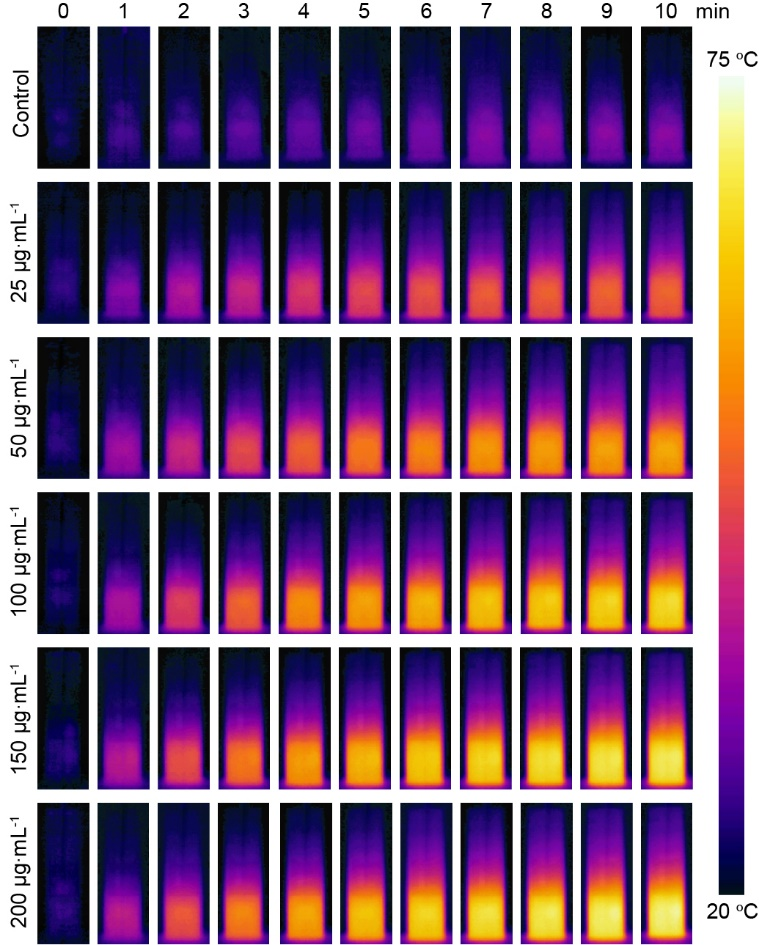 0 1 2 3 4 5 6 7 8 9 10 min
75 °C
Control
25 µg·mL⁻¹
50 µg·mL⁻¹
100 µg·mL⁻¹
150 µg·mL⁻¹
200 µg·mL⁻¹
20 °C